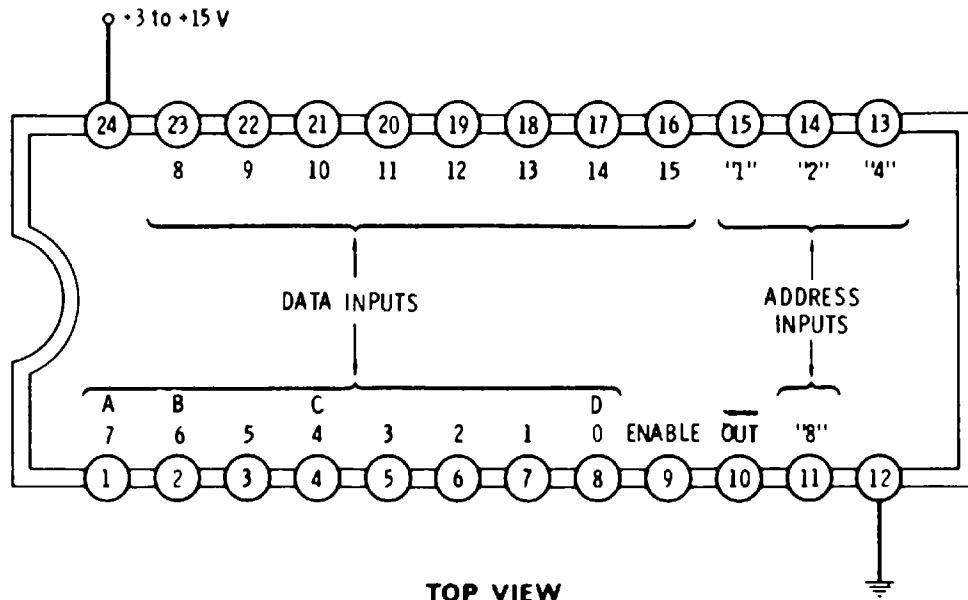 +3 to +15 V
24 23 22 21 20 19 18 17 16 15 14 13
8 9 10 11 12 13 14 15 "1" "2" "4"
DATA INPUTS
ADDRESS
INPUTS
A B C D
7 6 5 4 3 2 1 0 ENABLE OUT "8"
1 2 3 4 5 6 7 8 9 10 11 12
TOP VIEW